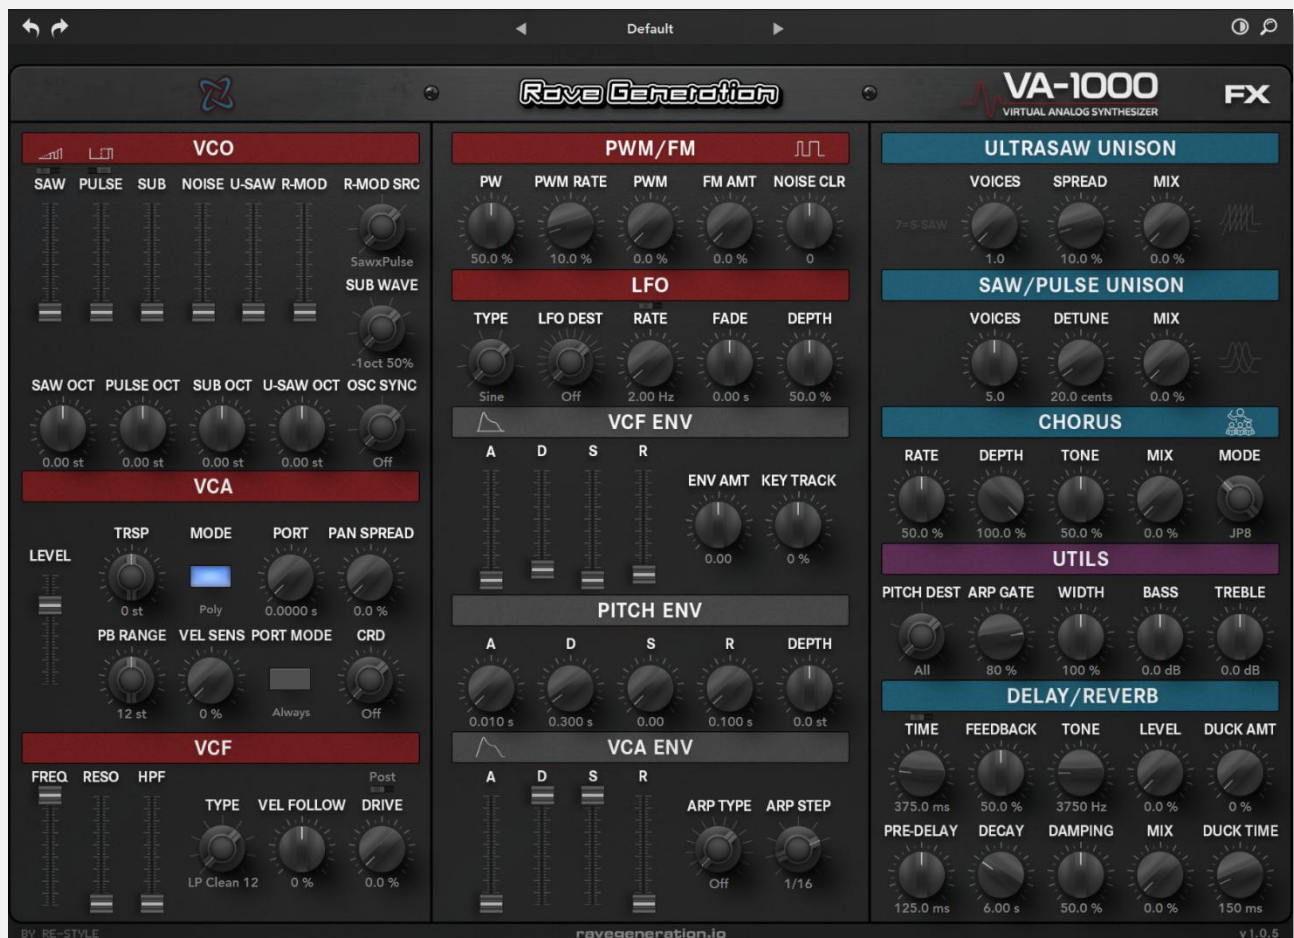 Default
Rave Generation
VA-1000
VIRTUAL ANALOG SYNTHESIZER
FX
VCO
SAW PULSE SUB NOISE U-SAW R-MOD R-MOD SRC
SawxPulse
SUB WAVE
-1oct 50%
SAW OCT PULSE OCT SUB OCT U-SAW OCT OSC SYNC
0.00 st 0.00 st 0.00 st 0.00 st Off
VCA
LEVEL
TRSP MODE PORT PAN SPREAD
0 st Poly 0.0000 s 0.0 %
PB RANGE VEL SENS PORT MODE CRD
12 st 0 % Always Off
VCF
FREQ RESO HPF
Post
TYPE VEL FOLLOW DRIVE
LP Clean 12 0 % 0.0 %
PWM/FM
PW PWM RATE PWM FM AMT NOISE CLR
50.0 % 10.0 % 0.0 % 0.0 % 0
LFO
TYPE LFO DEST RATE FADE DEPTH
Sine Off 2.00 Hz 0.00 s 50.0 %
VCF ENV
A D S R
ENV AMT KEY TRACK
0.00 0 %
PITCH ENV
A D S R DEPTH
0.010 s 0.300 s 0.00 0.100 s 0.0 st
VCA ENV
A D S R
ARP TYPE ARP STEP
Off 1/16
ULTRASAW UNISON
VOICES SPREAD MIX
7=S-SAW
1.0 10.0 % 0.0 %
SAW/PULSE UNISON
VOICES DETUNE MIX
5.0 20.0 cents 0.0 %
CHORUS
RATE DEPTH TONE MIX MODE
50.0 % 100.0 % 50.0 % 0.0 % JP8
UTILS
PITCH DEST ARP GATE WIDTH BASS TREBLE
All 80 % 100 % 0.0 dB 0.0 dB
DELAY/REVERB
TIME FEEDBACK TONE LEVEL DUCK AMT
375.0 ms 50.0 % 3750 Hz 0.0 % 0 %
PRE-DELAY DECAY DAMPING MIX DUCK TIME
125.0 ms 6.00 s 50.0 % 0.0 % 150 ms
BY RE-STYLE
ravegeneration.io
v1.0.5